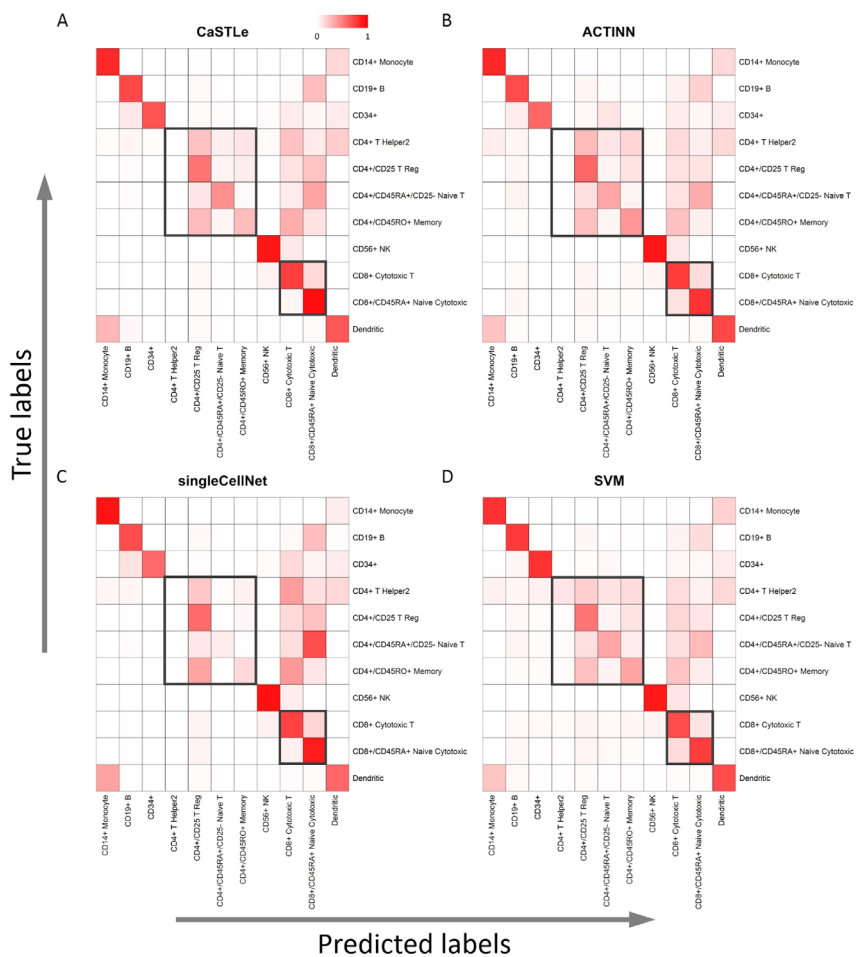 A
CaSTLe
0
1
CD14+ Monocyte
CD19+ B
CD34+
CD4+ T Helper2
CD4+/CD25 T Reg
CD4+/CD45RA+/CD25- Naive T
CD4+/CD45RO+ Memory
CD56+ NK
CD8+ Cytotoxic T
CD8+/CD45RA+ Naive Cytotoxic
Dendritic
CD14+ Monocyte
CD19+ B
CD34+
CD4+ T Helper2
CD4+/CD25 T Reg
CD4+/CD45RA+/CD25- Naive T
CD4+/CD45RO+ Memory
CD56+ NK
CD8+ Cytotoxic T
CD8+/CD45RA+ Naive Cytotoxic
Dendritic
B
ACTINN
CD14+ Monocyte
CD19+ B
CD34+
CD4+ T Helper2
CD4+/CD25 T Reg
CD4+/CD45RA+/CD25- Naive T
CD4+/CD45RO+ Memory
CD56+ NK
CD8+ Cytotoxic T
CD8+/CD45RA+ Naive Cytotoxic
Dendritic
CD14+ Monocyte
CD19+ B
CD34+
CD4+ T Helper2
CD4+/CD25 T Reg
CD4+/CD45RA+/CD25- Naive T
CD4+/CD45RO+ Memory
CD56+ NK
CD8+ Cytotoxic T
CD8+/CD45RA+ Naive Cytotoxic
Dendritic
True labels
C
singleCellNet
CD14+ Monocyte
CD19+ B
CD34+
CD4+ T Helper2
CD4+/CD25 T Reg
CD4+/CD45RA+/CD25- Naive T
CD4+/CD45RO+ Memory
CD56+ NK
CD8+ Cytotoxic T
CD8+/CD45RA+ Naive Cytotoxic
Dendritic
CD14+ Monocyte
CD19+ B
CD34+
CD4+ T Helper2
CD4+/CD25 T Reg
CD4+/CD45RA+/CD25- Naive T
CD4+/CD45RO+ Memory
CD56+ NK
CD8+ Cytotoxic T
CD8+/CD45RA+ Naive Cytotoxic
Dendritic
D
SVM
CD14+ Monocyte
CD19+ B
CD34+
CD4+ T Helper2
CD4+/CD25 T Reg
CD4+/CD45RA+/CD25- Naive T
CD4+/CD45RO+ Memory
CD56+ NK
CD8+ Cytotoxic T
CD8+/CD45RA+ Naive Cytotoxic
Dendritic
CD14+ Monocyte
CD19+ B
CD34+
CD4+ T Helper2
CD4+/CD25 T Reg
CD4+/CD45RA+/CD25- Naive T
CD4+/CD45RO+ Memory
CD56+ NK
CD8+ Cytotoxic T
CD8+/CD45RA+ Naive Cytotoxic
Dendritic
Predicted labels